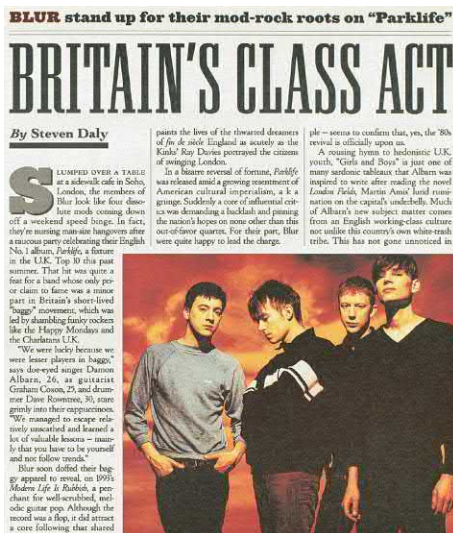 BLUR stand up for their mod-rock roots on “Parklife”
BRITAIN'S CLASS ACT
By Steven Daly
SLUMPED OVER A TABLE
at a sidewalk cafe in Soho,
London, the members of
Blur look like four disso-
lute mods coming down
off a weekend speed binge. In fact,
they're nursing man-size hangovers after
a raucous party celebrating their English
No. 1 album, Parklife, a fixture
in the U.K. Top 10 this past
summer. That hit was quite a
feat for a band whose only pri-
or claim to fame was a minor
part in Britain's short-lived
“baggy” movement, which was
led by shambling funky rockers
like the Happy Mondays and
the Charlatans U.K.
“We were lucky because we
were lesser players in baggy,”
says doe-eyed singer Damon
Albarn, 26, as guitarist
Graham Coxon, 25, and drum-
mer Dave Rowntree, 30, stare
grimly into their cappuccinos.
“We managed to escape rela-
tively unscathed and learned a
lot of valuable lessons – main-
ly that you have to be yourself
and not follow trends.”
Blur soon doffed their bag-
gy apparel to reveal, on 1993's
Modern Life Is Rubbish, a pen-
chant for well-scrubbed, mel-
odic guitar pop. Although the
record was a flop, it did attract
a core following that shared
paints the lives of the thwarted dreamers
of fin de siècle England as acutely as the
Kinks' Ray Davies portrayed the citizens
of swinging London.
In a bizarre reversal of fortune, Parklife
was released amid a growing resentment of
American cultural imperialism, a k a
grunge. Suddenly a core of influential crit-
ics was demanding a backlash and pinning
the nation's hopes on none other than this
out-of-favor quartet. For their part, Blur
were quite happy to lead the charge.
ple – seems to confirm that, yes, the '80s
revival is officially upon us.
A rousing hymn to hedonistic U.K.
youth, “Girls and Boys” is just one of
many sardonic tableaux that Albarn was
inspired to write after reading the novel
London Fields, Martin Amis' lurid rumi-
nation on the capital's underbelly. Much
of Albarn's new subject matter comes
from an English working-class culture
not unlike this country's own white-trash
tribe. This has not gone unnoticed in